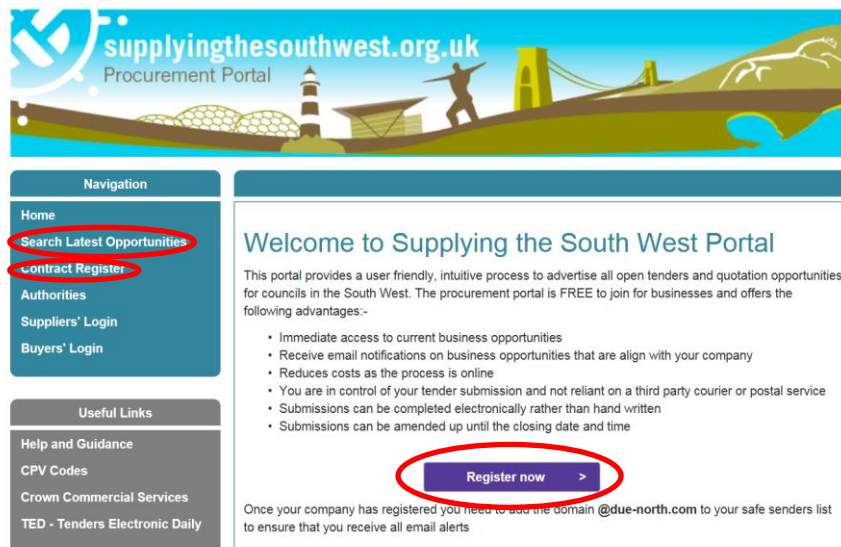 supplyingthesouthwest.org.uk
Procurement Portal
Navigation
Home
Search Latest Opportunities
Contract Register
Authorities
Suppliers' Login
Buyers' Login
Useful Links
Help and Guidance
CPV Codes
Crown Commercial Services
TED - Tenders Electronic Daily
Welcome to Supplying the South West Portal
This portal provides a user friendly, intuitive process to advertise all open tenders and quotation opportunities
for councils in the South West. The procurement portal is FREE to join for businesses and offers the
following advantages:-
• Immediate access to current business opportunities
• Receive email notifications on business opportunities that are align with your company
• Reduces costs as the process is online
• You are in control of your tender submission and not reliant on a third party courier or postal service
• Submissions can be completed electronically rather than hand written
• Submissions can be amended up until the closing date and time
Register now >
Once your company has registered you need to add the domain @due-north.com to your safe senders list
to ensure that you receive all email alerts